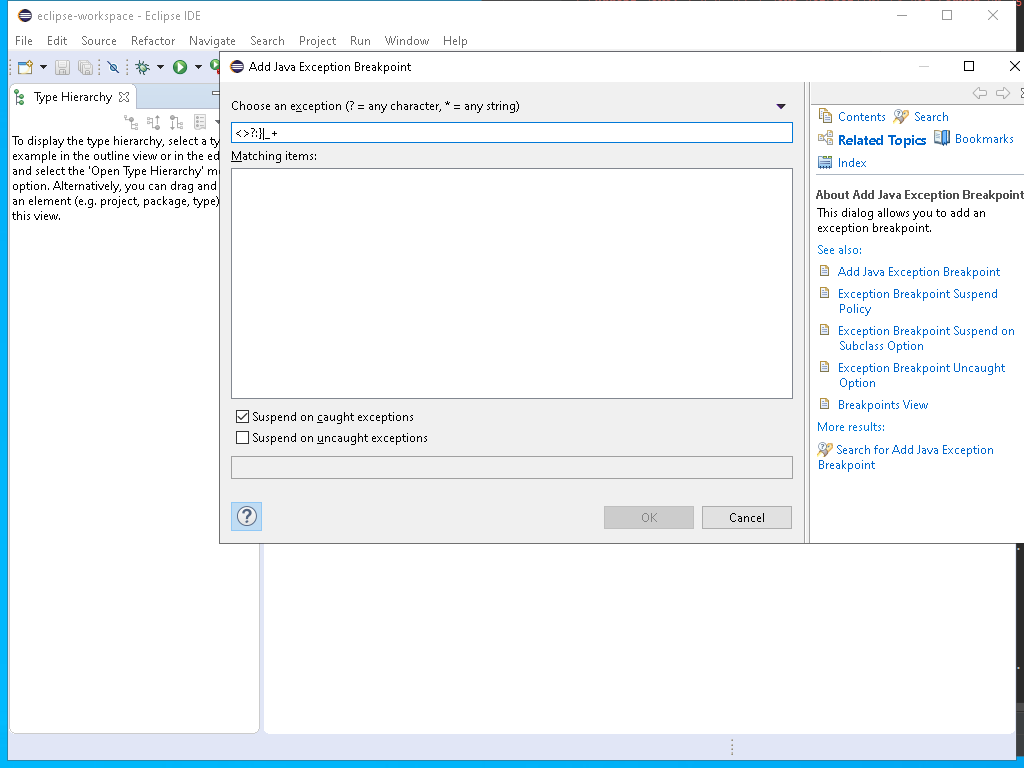 eclipse-workspace - Eclipse IDE
File Edit Source Refactor Navigate Search Project Run Window Help
Type Hierarchy
To display the type hierarchy, select a ty
example in the outline view or in the ed
and select the 'Open Type Hierarchy' m
option. Alternatively, you can drag and
an element (e.g. project, package, type)
this view.
Add Java Exception Breakpoint
Choose an exception (? = any character, * = any string)
<>?:}|_+
Matching items:
Suspend on caught exceptions
Suspend on uncaught exceptions
?
OK Cancel
Contents Search
Related Topics Bookmarks
Index
About Add Java Exception Breakpoint
This dialog allows you to add an
exception breakpoint.
See also:
Add Java Exception Breakpoint
Exception Breakpoint Suspend
Policy
Exception Breakpoint Suspend on
Subclass Option
Exception Breakpoint Uncaught
Option
Breakpoints View
More results:
Search for Add Java Exception
Breakpoint